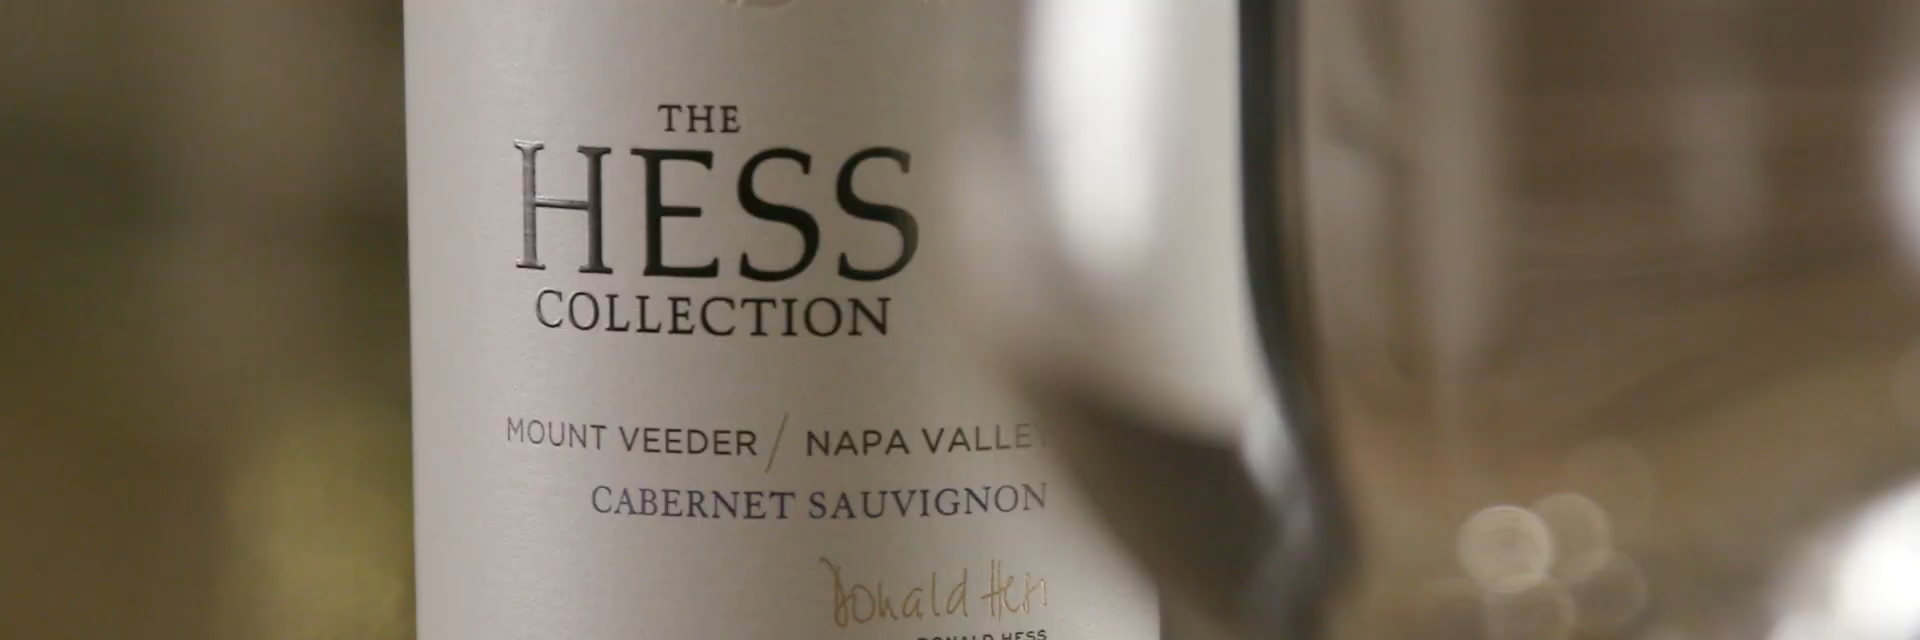 THE
HESS
COLLECTION
MOUNT VEEDER / NAPA VALLEY
CABERNET SAUVIGNON
Donald Hess
DONALD HESS